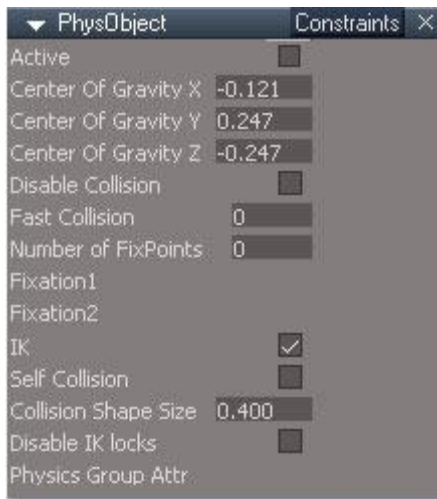 PhysObject Constraints
Active
Center Of Gravity X -0.121
Center Of Gravity Y 0.247
Center Of Gravity Z -0.247
Disable Collision
Fast Collision 0
Number of FixPoints 0
Fixation1
Fixation2
IK
Self Collision
Collision Shape Size 0.400
Disable IK locks
Physics Group Attr